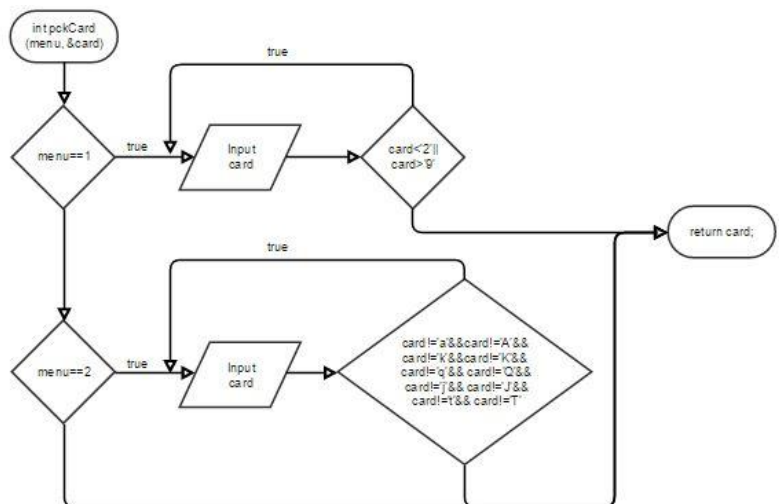 int pckCard
(menu, &card)
true
menu==1
true
Input
card
card<'2'||
card>'9'
return card;
true
menu==2
true
Input
card
card!='a'&&card!='A'&&
card!='k'&&card!='K'&&
card!='q'&& card!='Q'&&
card!='j'&& card!='J'&&
card!='t'&& card!='T'